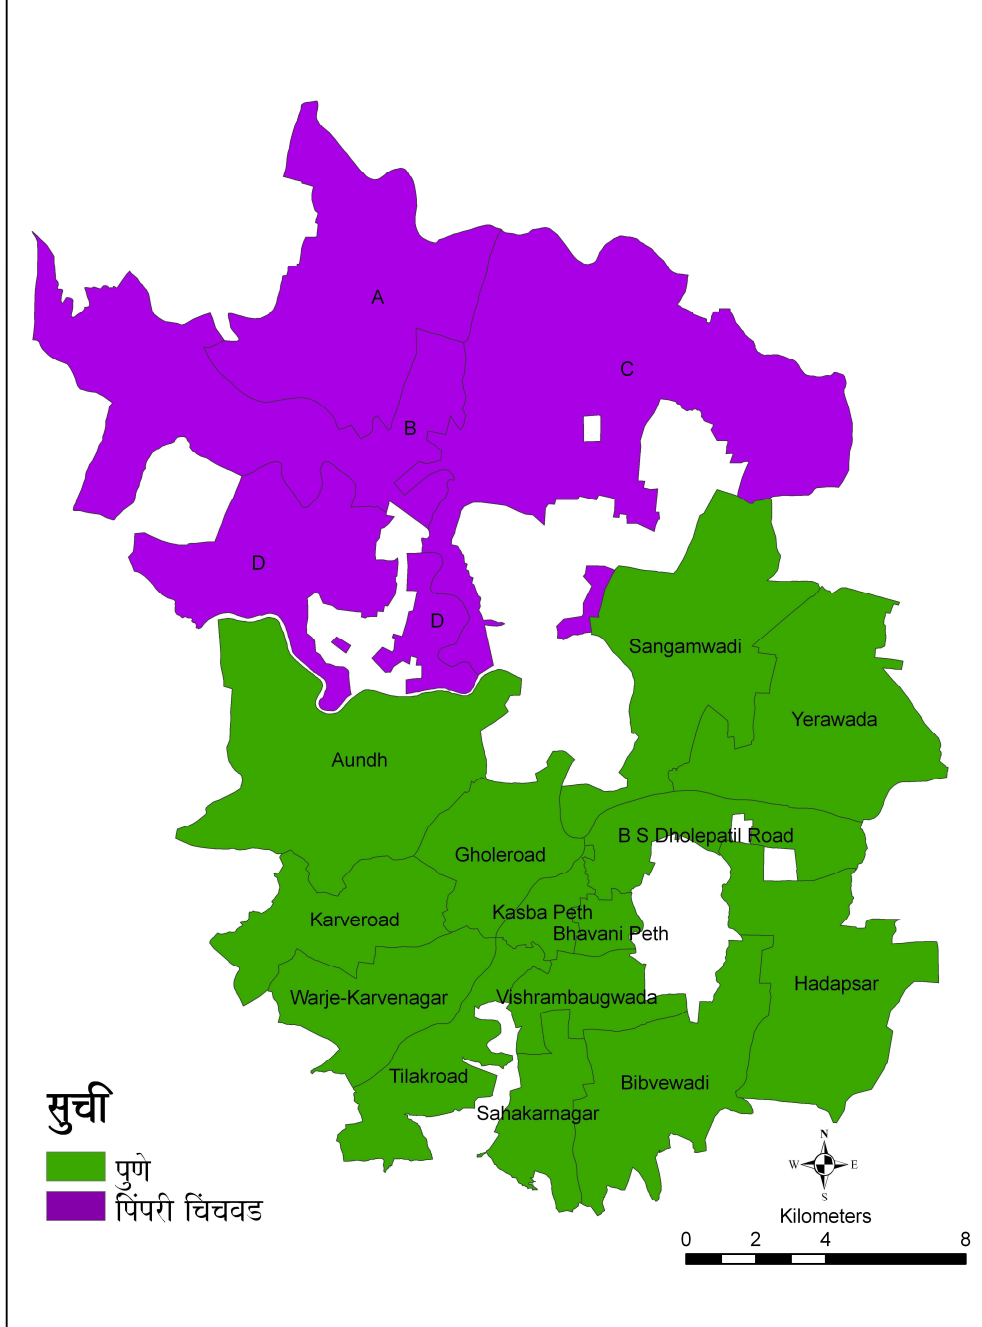 A
C
B
D
D
Sangamwadi
Yerawada
Aundh
B S Dholepatil Road
Gholeroad
Kasba Peth
Karveroad
Bhavani Peth
Hadapsar
Warje-Karvenagar
Vishrambaugwada
Tilakroad
Bibvewadi
Sahakarnagar
सुची
पुणे
पिंपरी चिंचवड
N
W E
S
Kilometers
0 2 4 8